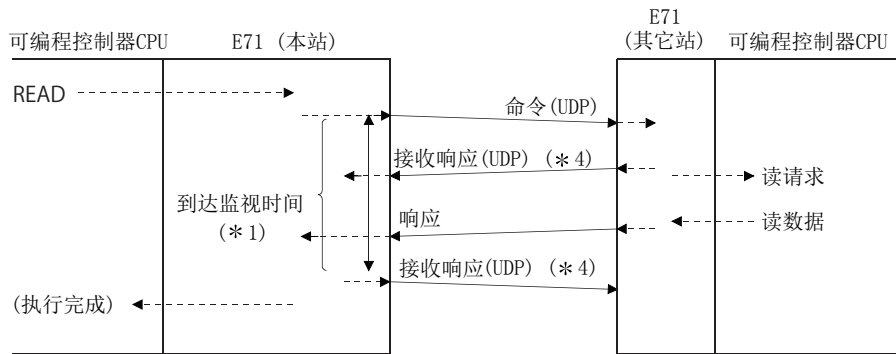 E71
可编程控制器CPU E71 (本站) (其它站) 可编程控制器CPU
READ
命令(UDP)
接收响应(UDP) (＊4)
读请求
到达监视时间
(＊1)
响应
读数据
接收响应(UDP) (＊4)
(执行完成)